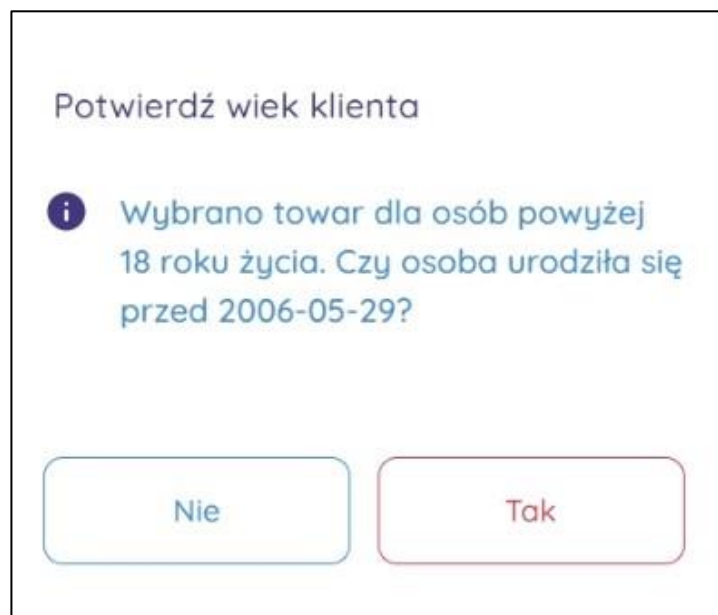 Potwierdź wiek klienta
Wybrano towar dla osób powyżej
18 roku życia. Czy osoba urodziła się
przed 2006-05-29?
Nie
Tak